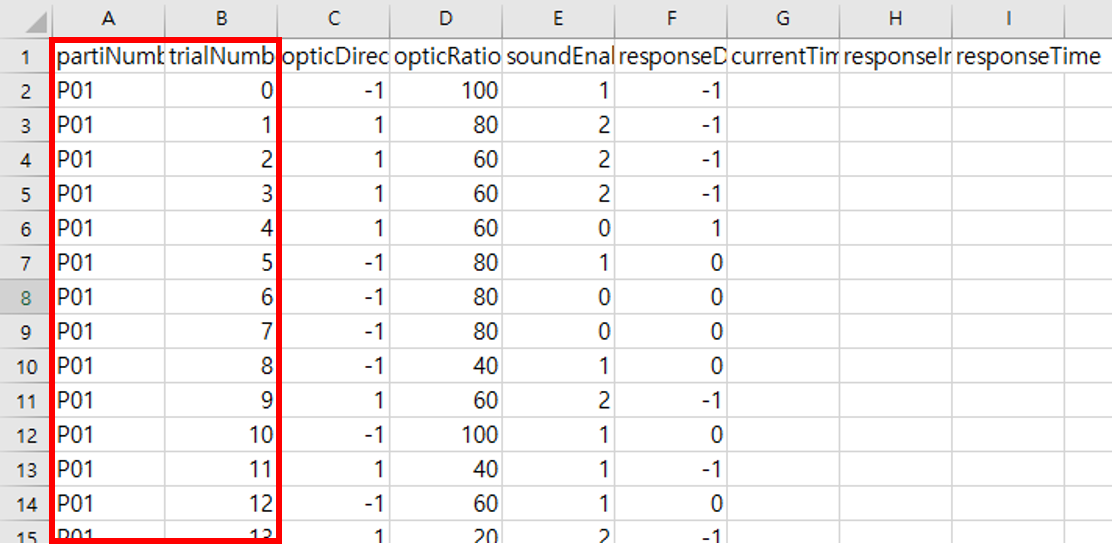 A B C D E F G H I
1 partiNumb trialNumb opticDirec opticRatio soundEnal responseD currentTim responseIn responseTime
2 P01 0 -1 100 1 -1
3 P01 1 1 80 2 -1
4 P01 2 1 60 2 -1
5 P01 3 1 60 2 -1
6 P01 4 1 60 0 1
7 P01 5 -1 80 1 0
8 P01 6 -1 80 0 0
9 P01 7 -1 80 0 0
10 P01 8 -1 40 1 0
11 P01 9 1 60 2 -1
12 P01 10 -1 100 1 0
13 P01 11 1 40 1 -1
14 P01 12 -1 60 1 0
15 P01 13 1 20 2 -1